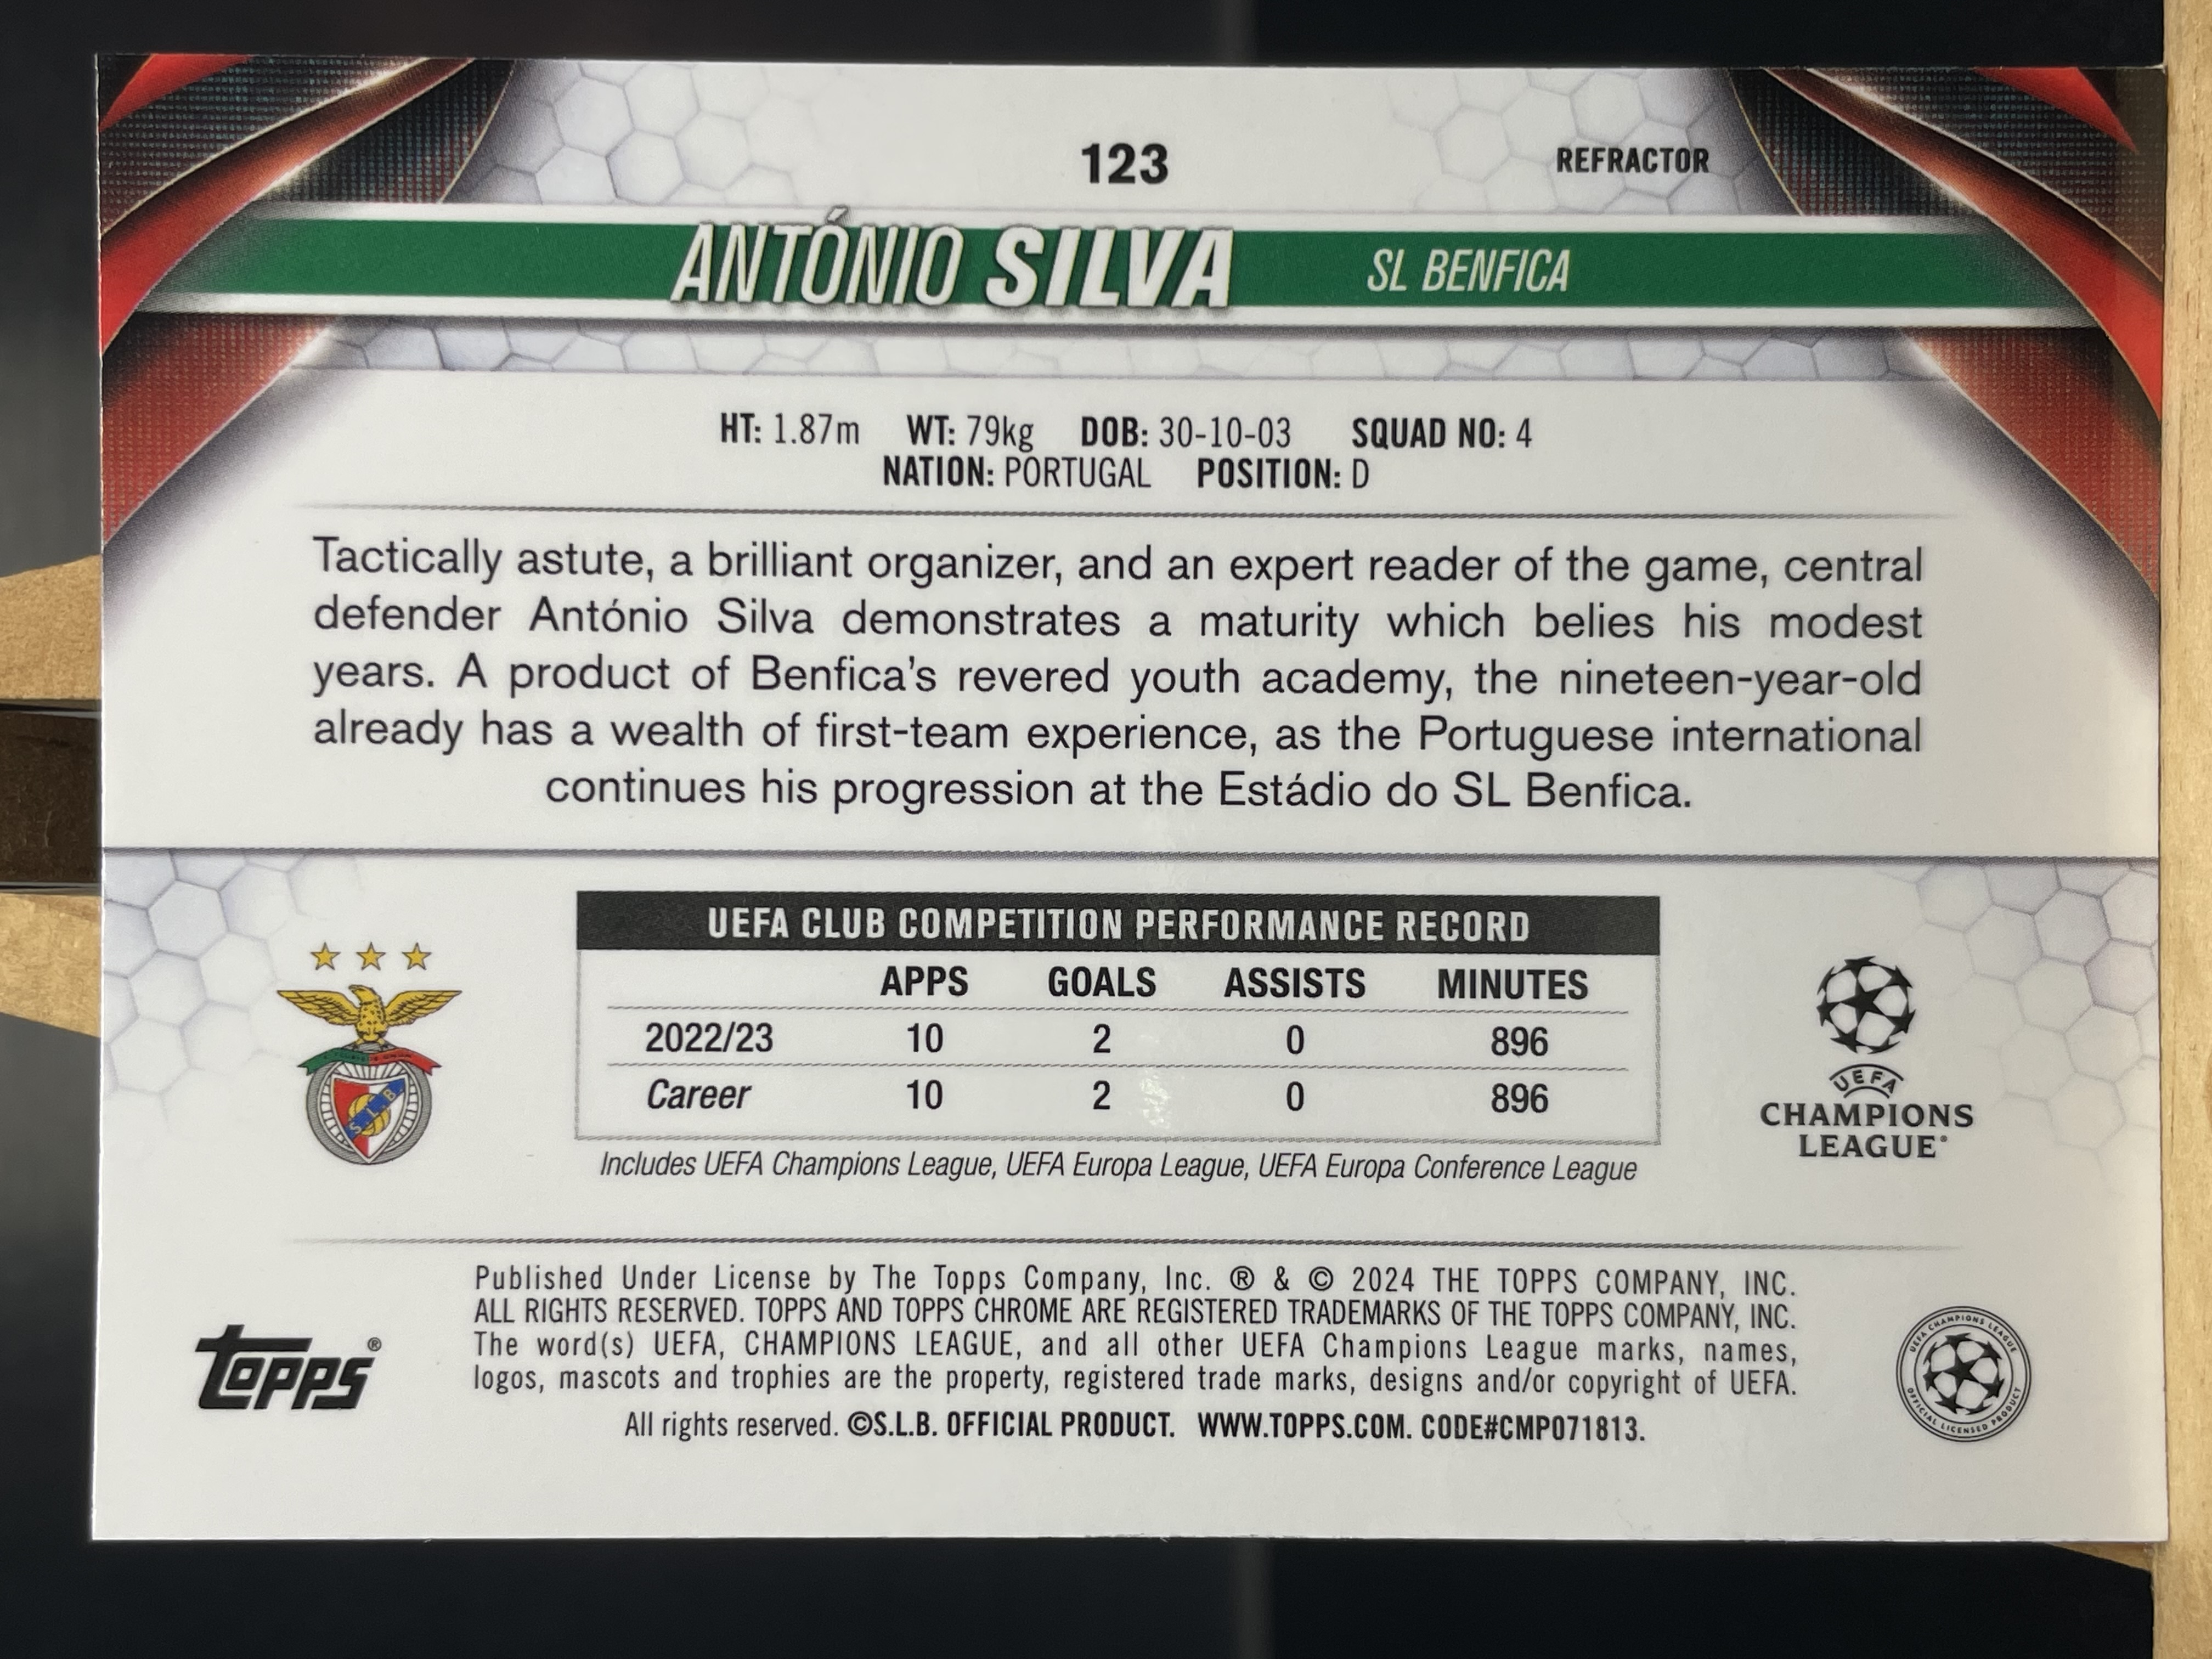 123
REFRACTOR
ANTÓNIO SILVA
SL BENFICA
HT: 1.87m WT: 79kg DOB: 30-10-03 SQUAD NO: 4
NATION: PORTUGAL POSITION: D
Tactically astute, a brilliant organizer, and an expert reader of the game, central
defender António Silva demonstrates a maturity which belies his modest
years. A product of Benfica's revered youth academy, the nineteen-year-old
already has a wealth of first-team experience, as the Portuguese international
continues his progression at the Estádio do SL Benfica.
UEFA CLUB COMPETITION PERFORMANCE RECORD
APPS GOALS ASSISTS MINUTES
2022/23 10 2 0 896
Career 10 2 0 896
Includes UEFA Champions League, UEFA Europa League, UEFA Europa Conference League
S.L.B.
UEFA
CHAMPIONS
LEAGUE®
Published Under License by The Topps Company, Inc. ® & © 2024 THE TOPPS COMPANY, INC.
ALL RIGHTS RESERVED. TOPPS AND TOPPS CHROME ARE REGISTERED TRADEMARKS OF THE TOPPS COMPANY, INC.
The word(s) UEFA, CHAMPIONS LEAGUE, and all other UEFA Champions League marks, names,
logos, mascots and trophies are the property, registered trade marks, designs and/or copyright of UEFA.
All rights reserved. ©S.L.B. OFFICIAL PRODUCT. WWW.TOPPS.COM. CODE#CMP071813.
Topps®
UEFA CHAMPIONS LEAGUE
OFFICIAL LICENSED PRODUCT